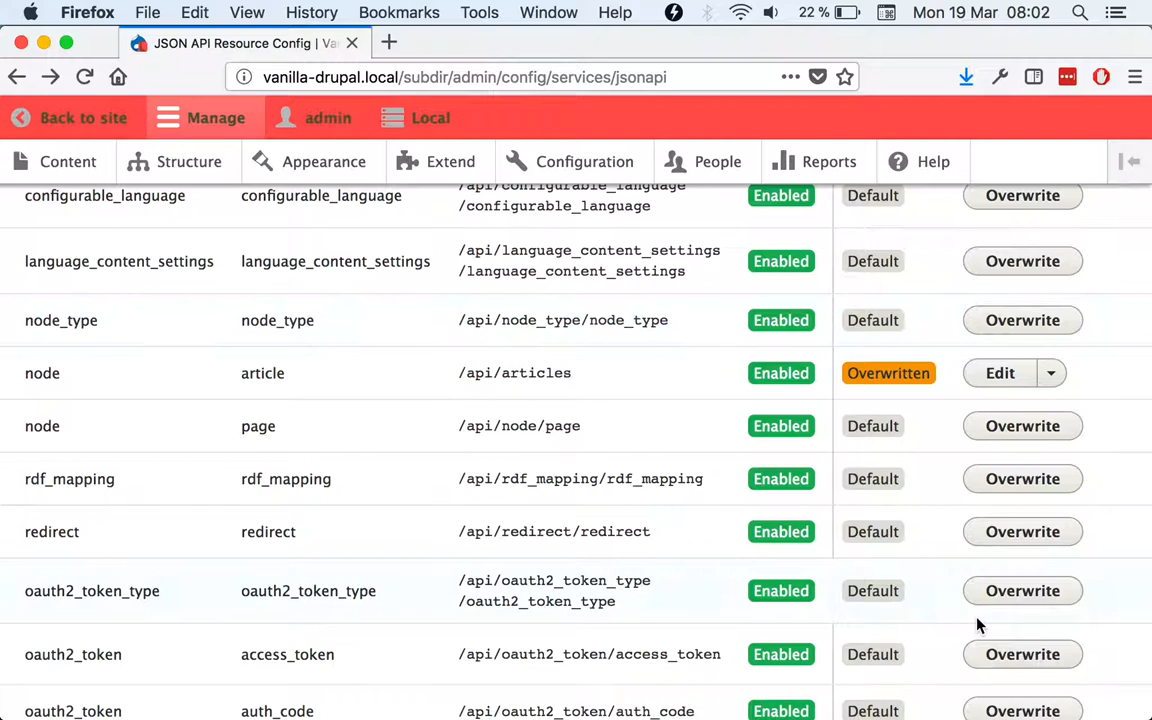 Firefox File Edit View History Bookmarks Tools Window Help 22 % Mon 19 Mar 08:02
JSON API Resource Config | Va
vanilla-drupal.local/subdir/admin/config/services/jsonapi
Back to site Manage admin Local
Content Structure Appearance Extend Configuration People Reports Help
configurable_language configurable_language /api/configurable_language Enabled Default Overwrite
/configurable_language
language_content_settings language_content_settings /api/language_content_settings Enabled Default Overwrite
/language_content_settings
node_type node_type /api/node_type/node_type Enabled Default Overwrite
node article /api/articles Enabled Overwritten Edit
node page /api/node/page Enabled Default Overwrite
rdf_mapping rdf_mapping /api/rdf_mapping/rdf_mapping Enabled Default Overwrite
redirect redirect /api/redirect/redirect Enabled Default Overwrite
oauth2_token_type oauth2_token_type /api/oauth2_token_type Enabled Default Overwrite
/oauth2_token_type
oauth2_token access_token /api/oauth2_token/access_token Enabled Default Overwrite
oauth2_token auth_code /api/oauth2_token/auth_code Enabled Default Overwrite